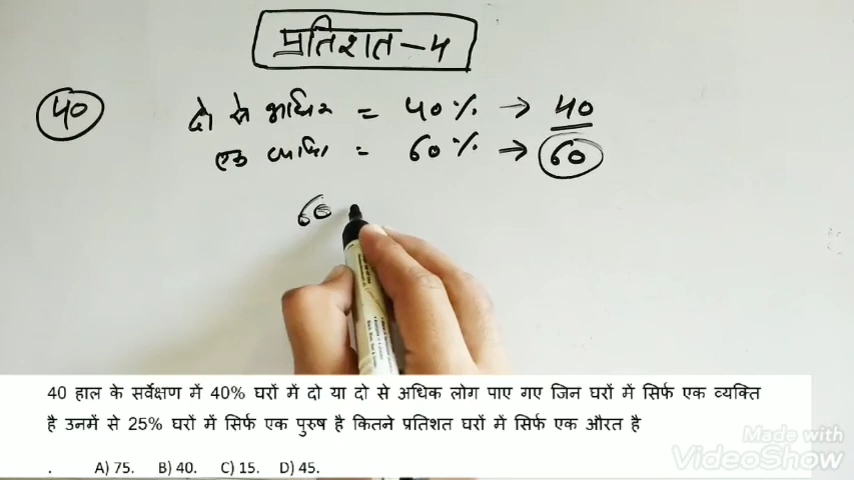 प्रतिशत-4
40 दो से अधिक = 40% → 40
एक व्यक्ति = 60% → 60
60
40 हाल के सर्वेक्षण में 40% घरों में दो या दो से अधिक लोग पाए गए जिन घरों में सिर्फ एक व्यक्ति
है उनमें से 25% घरों में सिर्फ एक पुरुष है कितने प्रतिशत घरों में सिर्फ एक औरत है
. A) 75. B) 40. C) 15. D) 45.
Made with
VideoShow